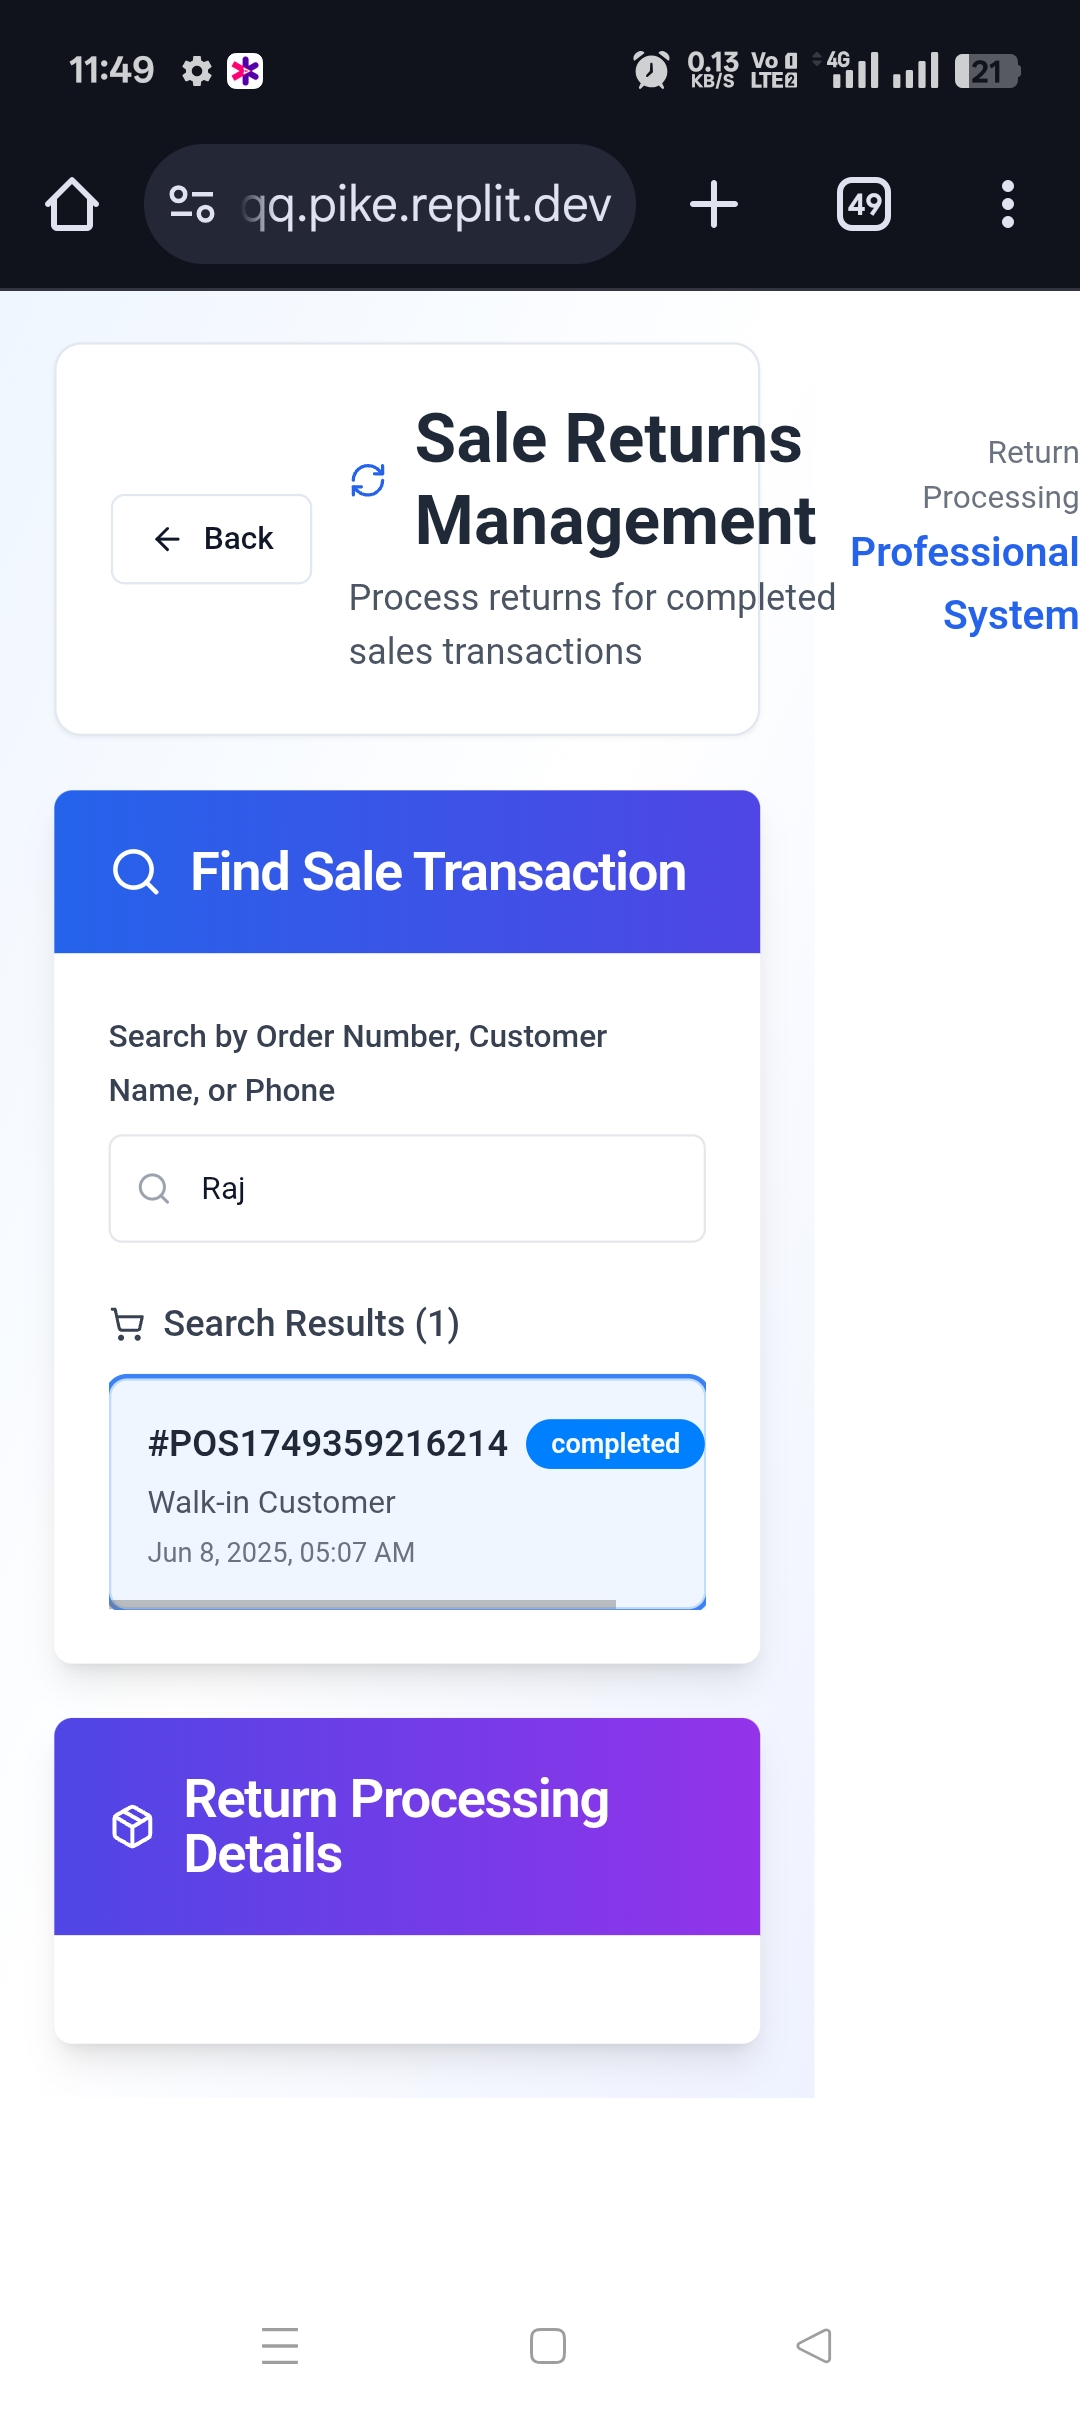 11:49
0.13
KB/S
Vo
LTE 2
4G
21
qq.pike.replit.dev
49
Sale Returns
Management
Back
Process returns for completed
sales transactions
Return
Processing
Professional
System
Find Sale Transaction
Search by Order Number, Customer
Name, or Phone
Raj
Search Results (1)
#POS1749359216214
completed
Walk-in Customer
Jun 8, 2025, 05:07 AM
Return Processing
Details